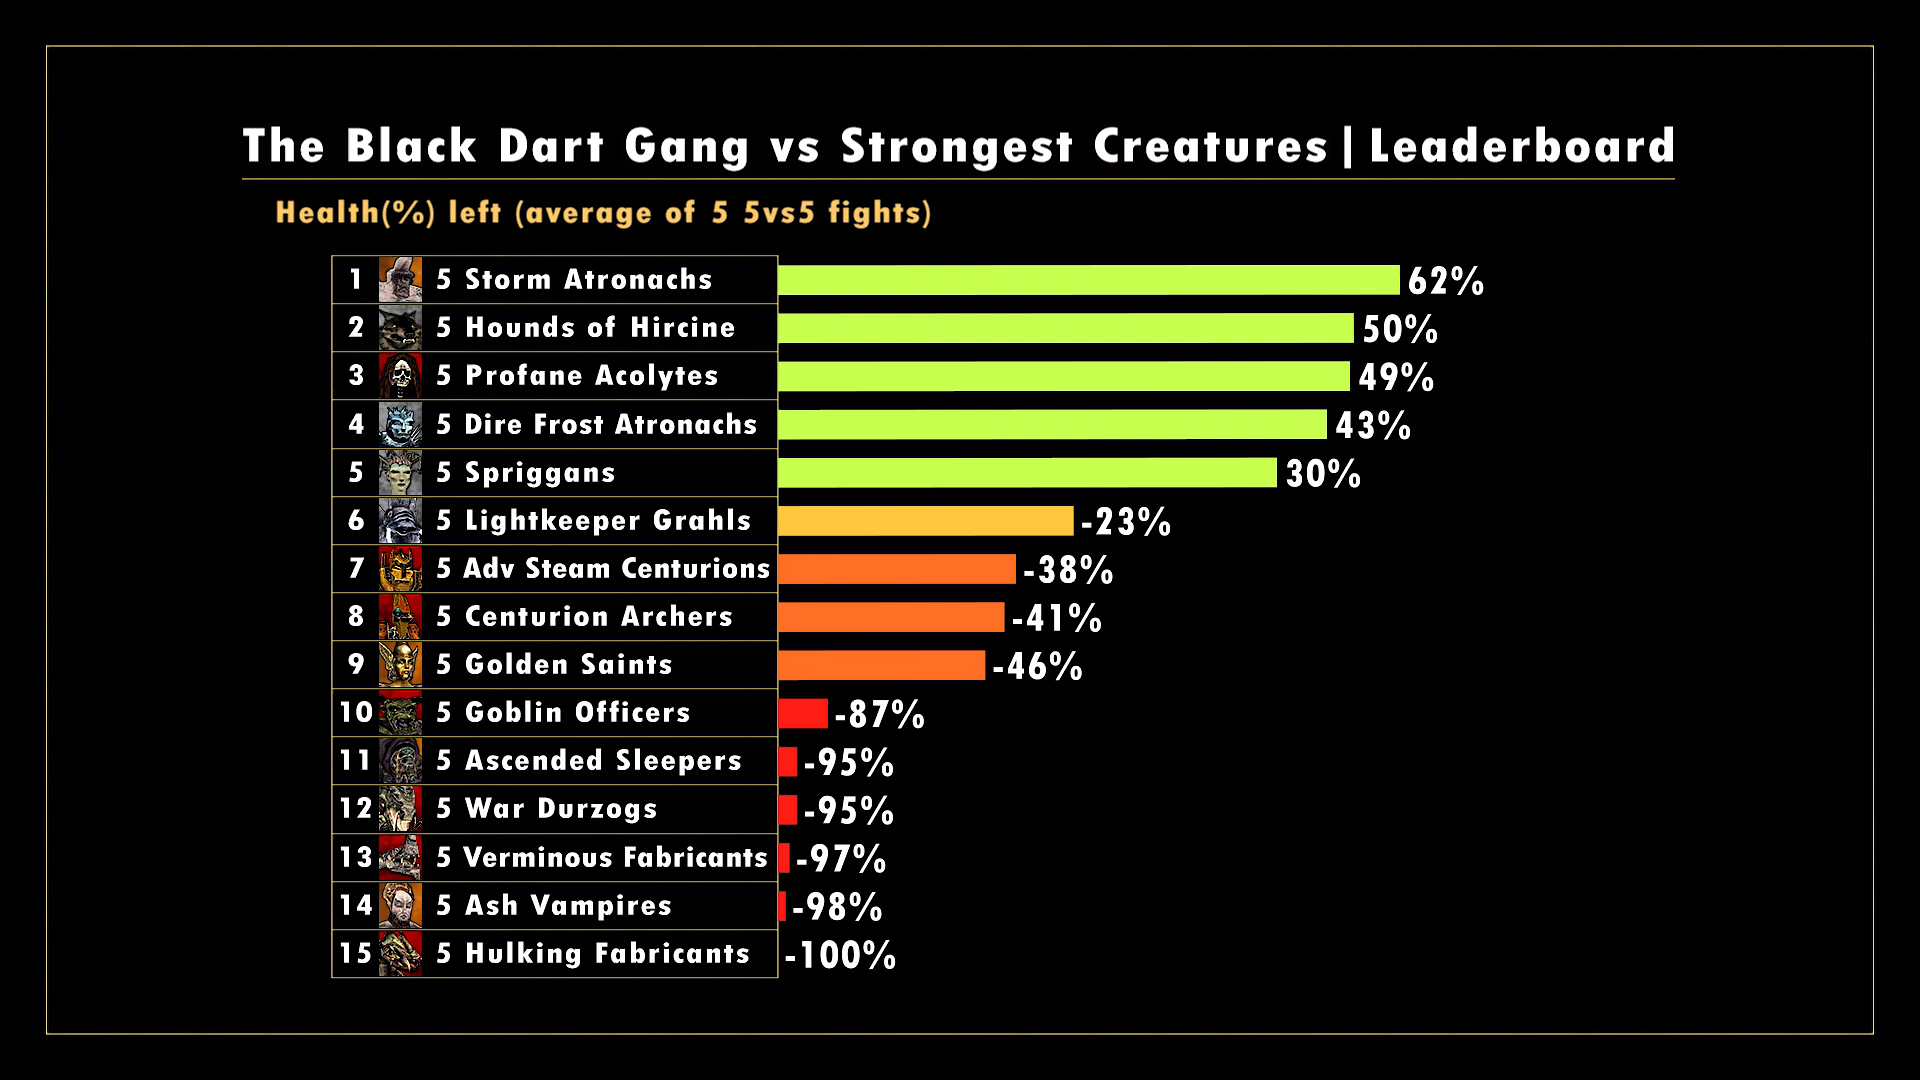 The Black Dart Gang vs Strongest Creatures | Leaderboard
Health(%) left (average of 5 5vs5 fights)
1 5 Storm Atronachs 62%
2 5 Hounds of Hircine 50%
3 5 Profane Acolytes 49%
4 5 Dire Frost Atronachs 43%
5 5 Spriggans 30%
6 5 Lightkeeper Grahls -23%
7 5 Adv Steam Centurions -38%
8 5 Centurion Archers -41%
9 5 Golden Saints -46%
10 5 Goblin Officers -87%
11 5 Ascended Sleepers -95%
12 5 War Durzogs -95%
13 5 Verminous Fabricants -97%
14 5 Ash Vampires -98%
15 5 Hulking Fabricants -100%